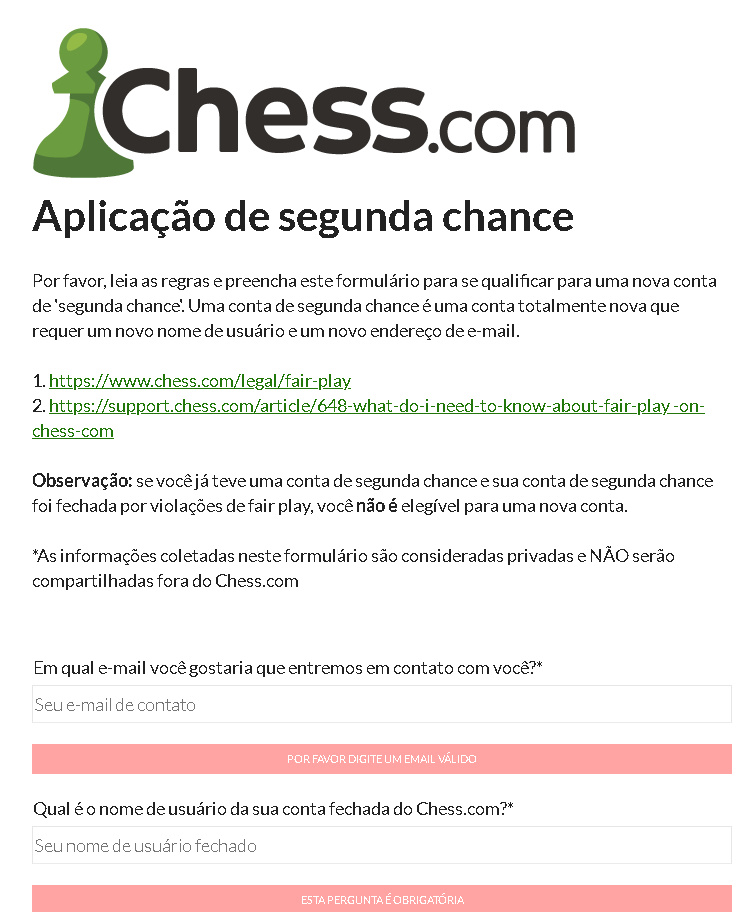 Chess.com
Aplicação de segunda chance
Por favor, leia as regras e preencha este formulário para se qualificar para uma nova conta
de 'segunda chance'. Uma conta de segunda chance é uma conta totalmente nova que
requer um novo nome de usuário e um novo endereço de e-mail.
1. https://www.chess.com/legal/fair-play
2. https://support.chess.com/article/648-what-do-i-need-to-know-about-fair-play -on-
chess-com
Observação: se você já teve uma conta de segunda chance e sua conta de segunda chance
foi fechada por violações de fair play, você não é elegível para uma nova conta.
*As informações coletadas neste formulário são consideradas privadas e NÃO serão
compartilhadas fora do Chess.com
Em qual e-mail você gostaria que entremos em contato com você?*
Seu e-mail de contato
POR FAVOR DIGITE UM EMAIL VÁLIDO
Qual é o nome de usuário da sua conta fechada do Chess.com?*
Seu nome de usuário fechado
ESTA PERGUNTA É OBRIGATÓRIA